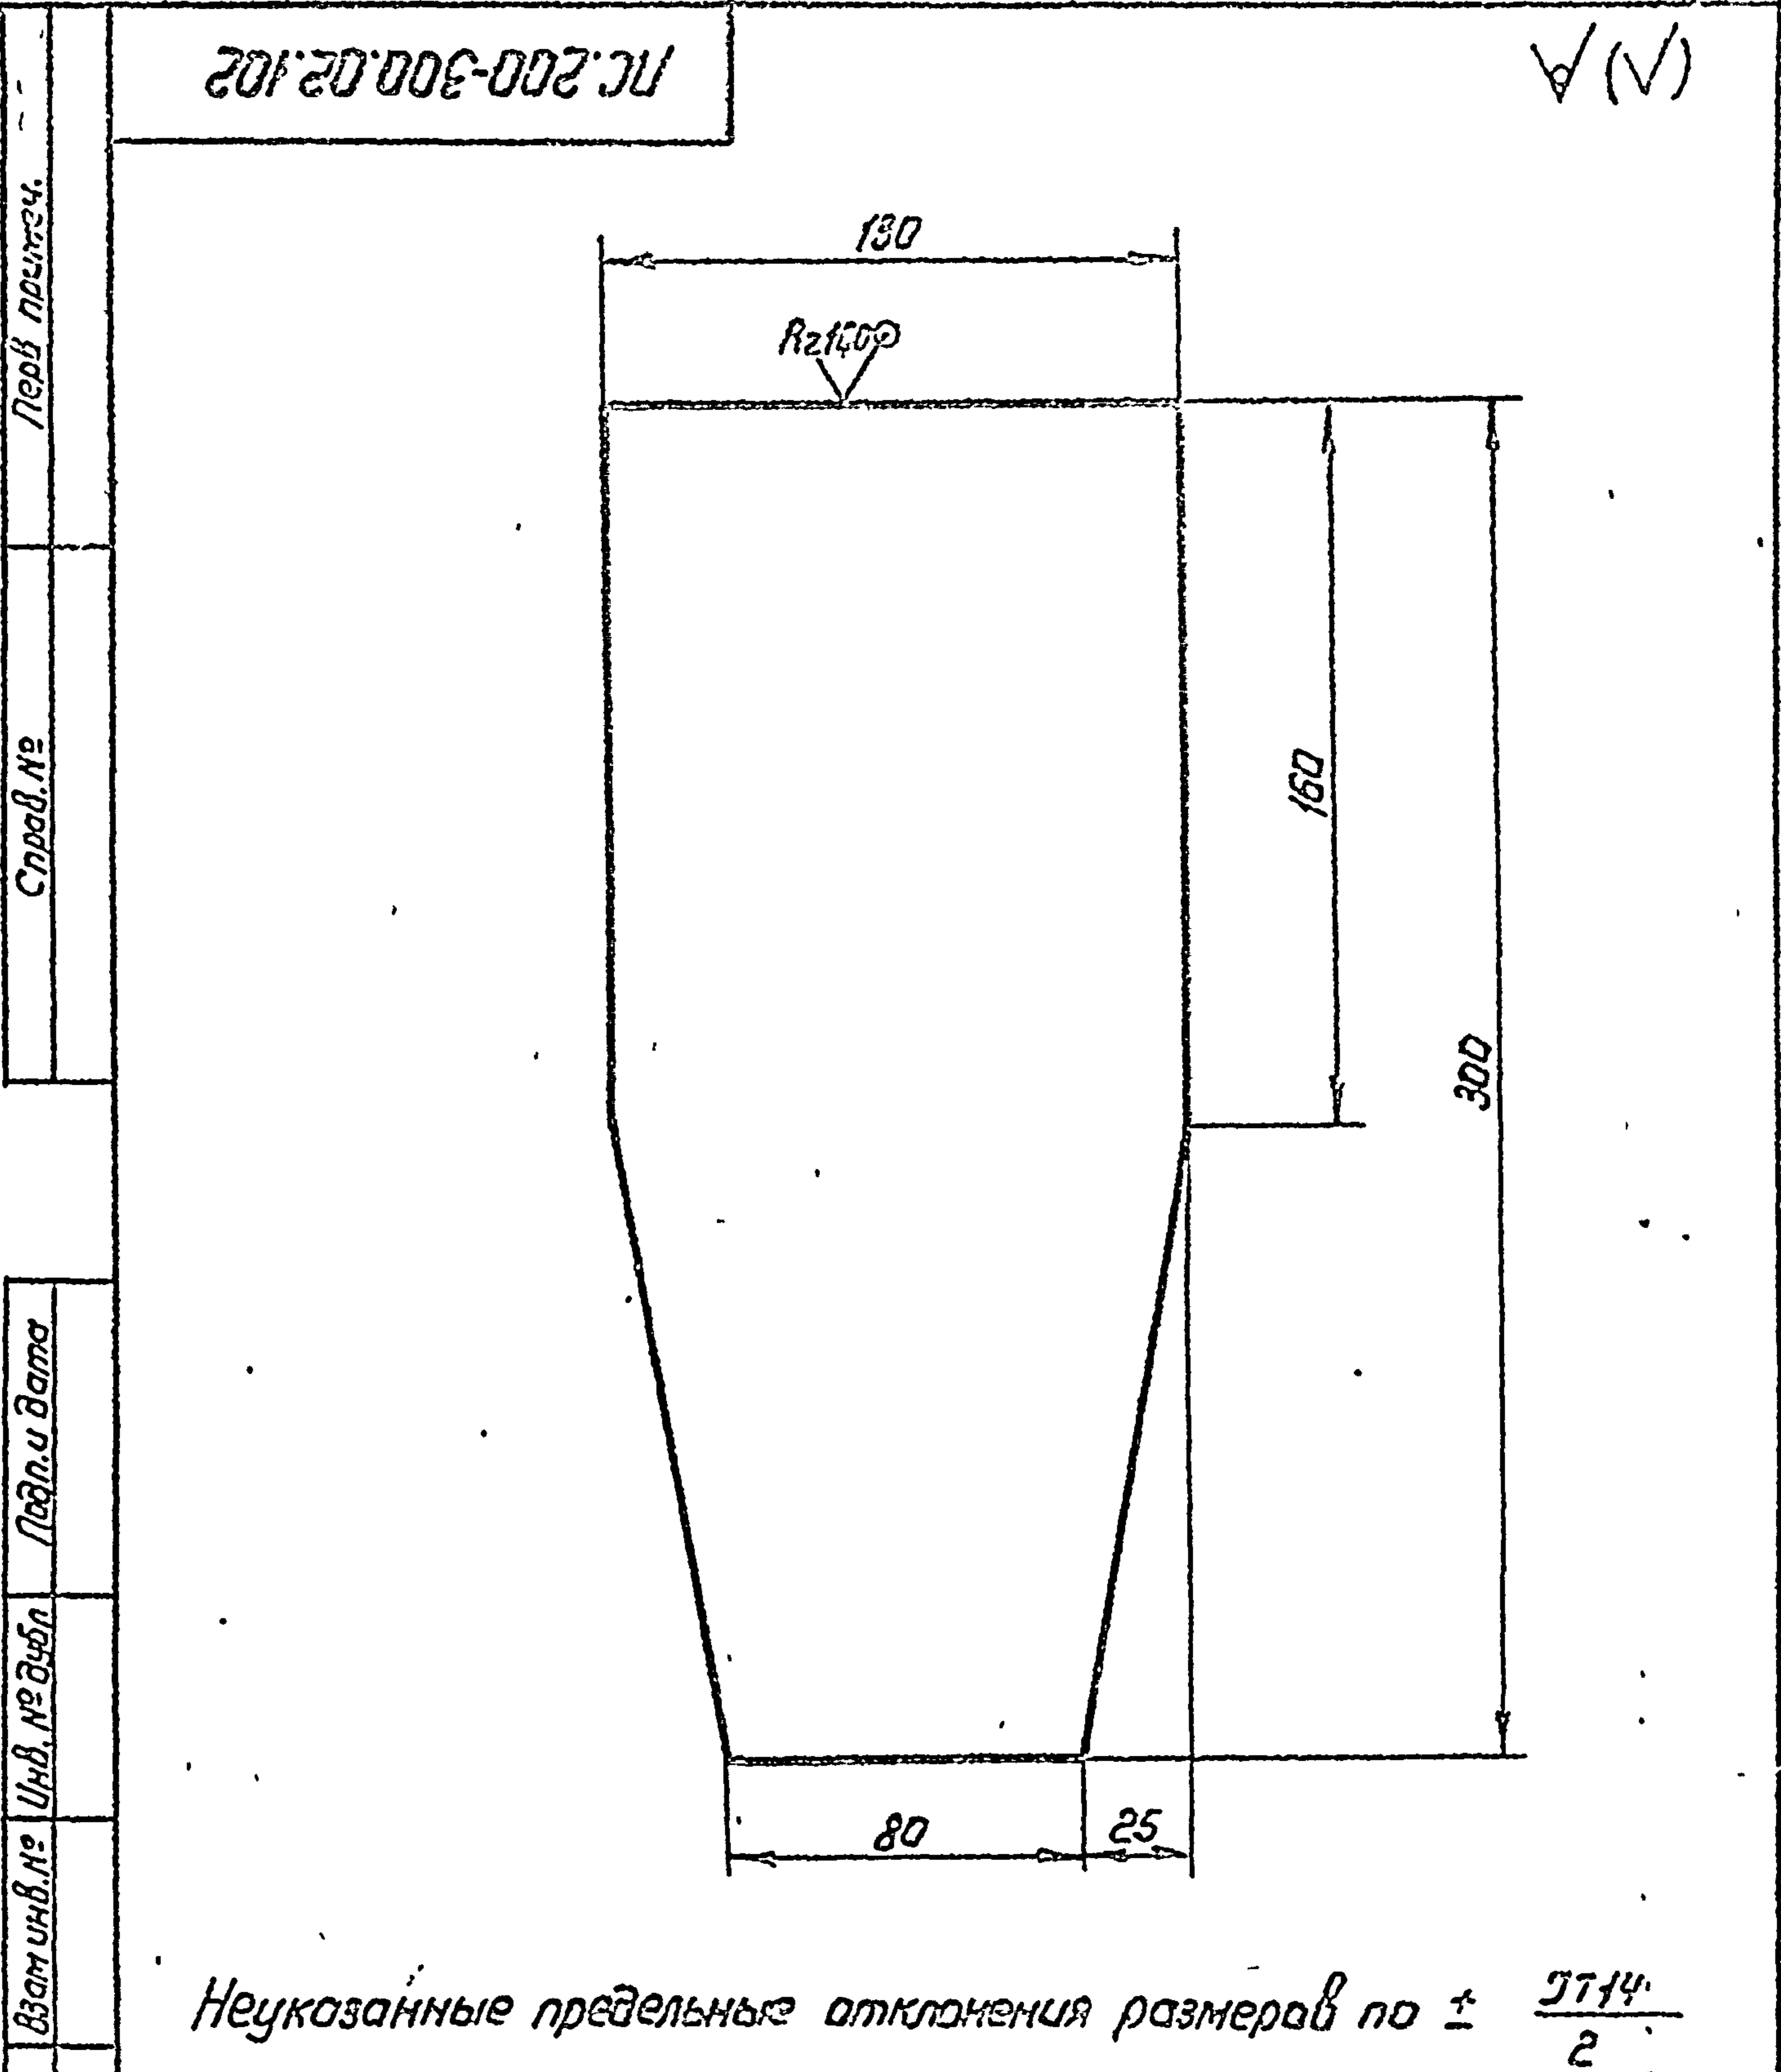 ПС.200-300.02.102
(√)
130
160
300
80
25
Неуказанные предельные отклонения размеров по ± IT14
2
Перв примен.
Справ. №
Подп. и дата
Инв. № дубл
Взам инв. №